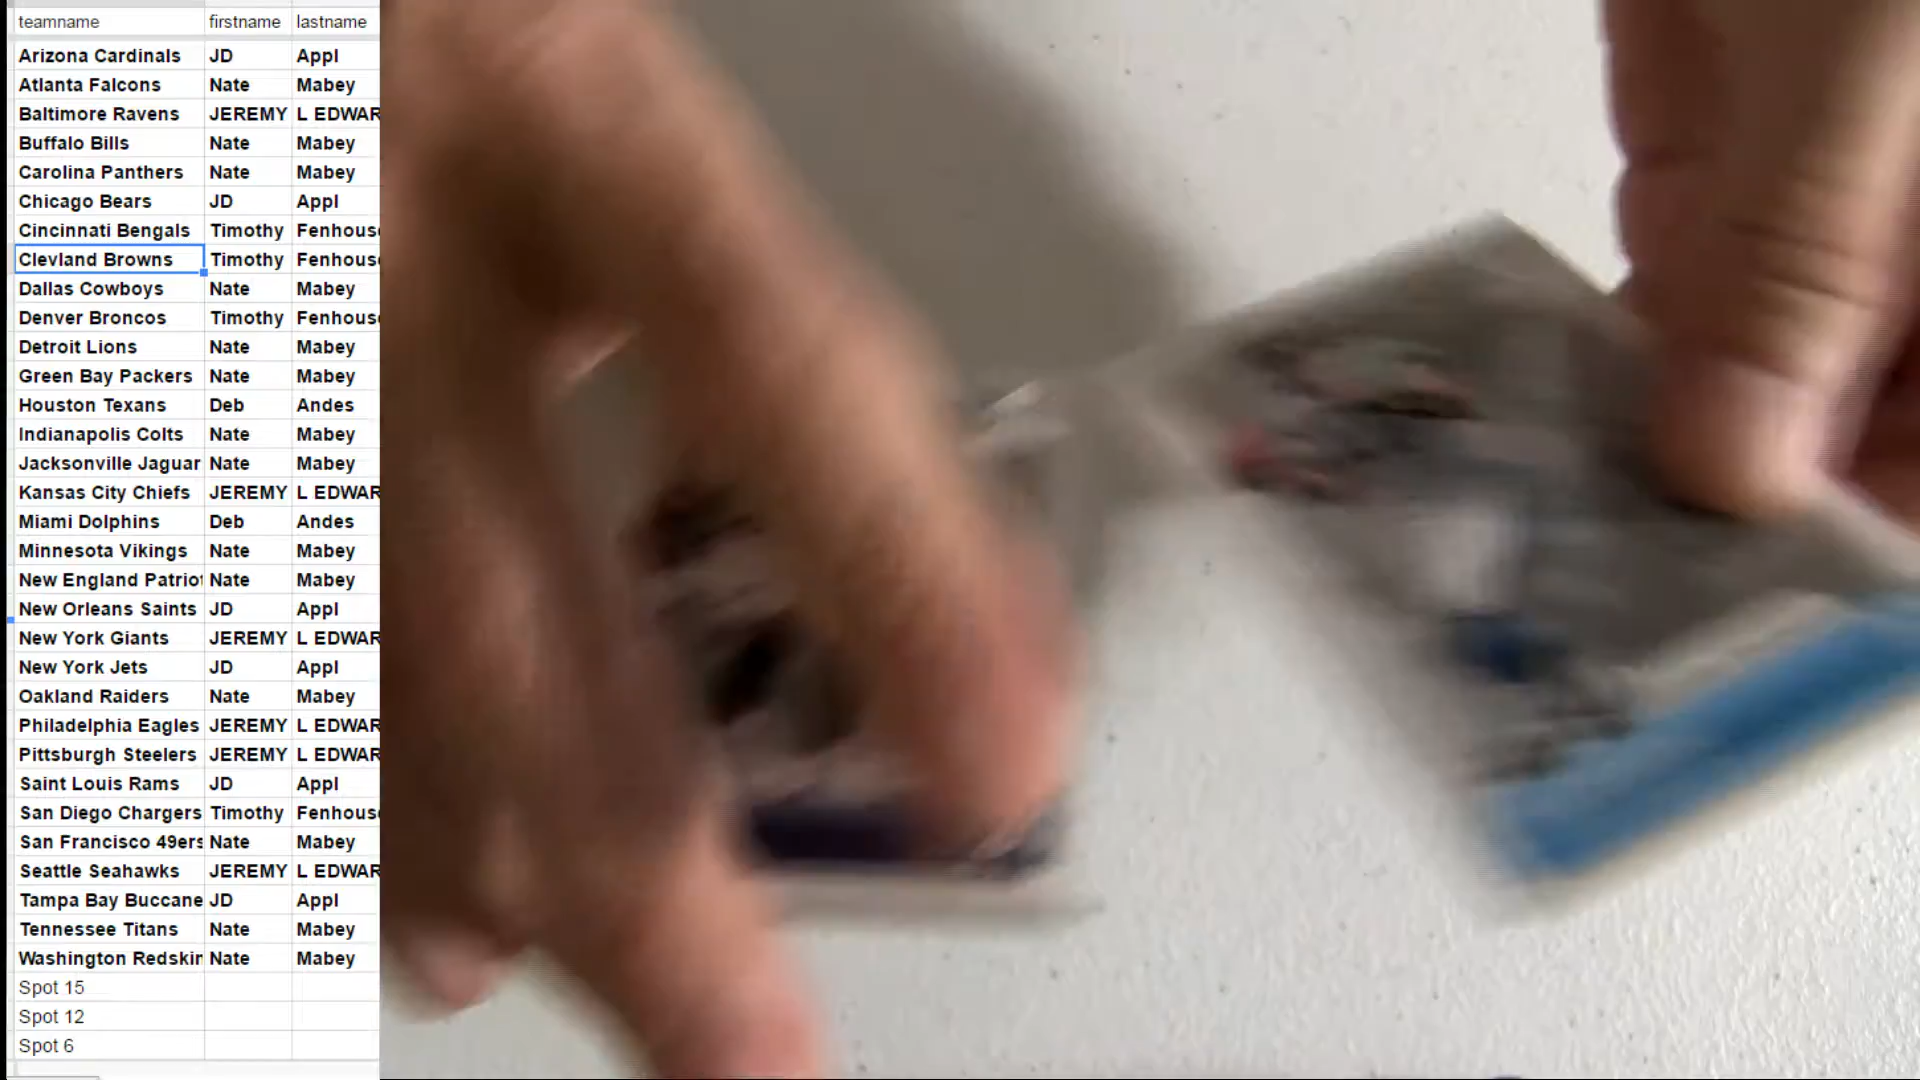 teamname firstname lastname
Arizona Cardinals JD Appl
Atlanta Falcons Nate Mabey
Baltimore Ravens JEREMY L EDWAR
Buffalo Bills Nate Mabey
Carolina Panthers Nate Mabey
Chicago Bears JD Appl
Cincinnati Bengals Timothy Fenhouse
Clevland Browns Timothy Fenhouse
Dallas Cowboys Nate Mabey
Denver Broncos Timothy Fenhouse
Detroit Lions Nate Mabey
Green Bay Packers Nate Mabey
Houston Texans Deb Andes
Indianapolis Colts Nate Mabey
Jacksonville Jaguar Nate Mabey
Kansas City Chiefs JEREMY L EDWAR
Miami Dolphins Deb Andes
Minnesota Vikings Nate Mabey
New England Patriot Nate Mabey
New Orleans Saints JD Appl
New York Giants JEREMY L EDWAR
New York Jets JD Appl
Oakland Raiders Nate Mabey
Philadelphia Eagles JEREMY L EDWAR
Pittsburgh Steelers JEREMY L EDWAR
Saint Louis Rams JD Appl
San Diego Chargers Timothy Fenhouse
San Francisco 49ers Nate Mabey
Seattle Seahawks JEREMY L EDWAR
Tampa Bay Buccane JD Appl
Tennessee Titans Nate Mabey
Washington Redskin Nate Mabey
Spot 15
Spot 12
Spot 6